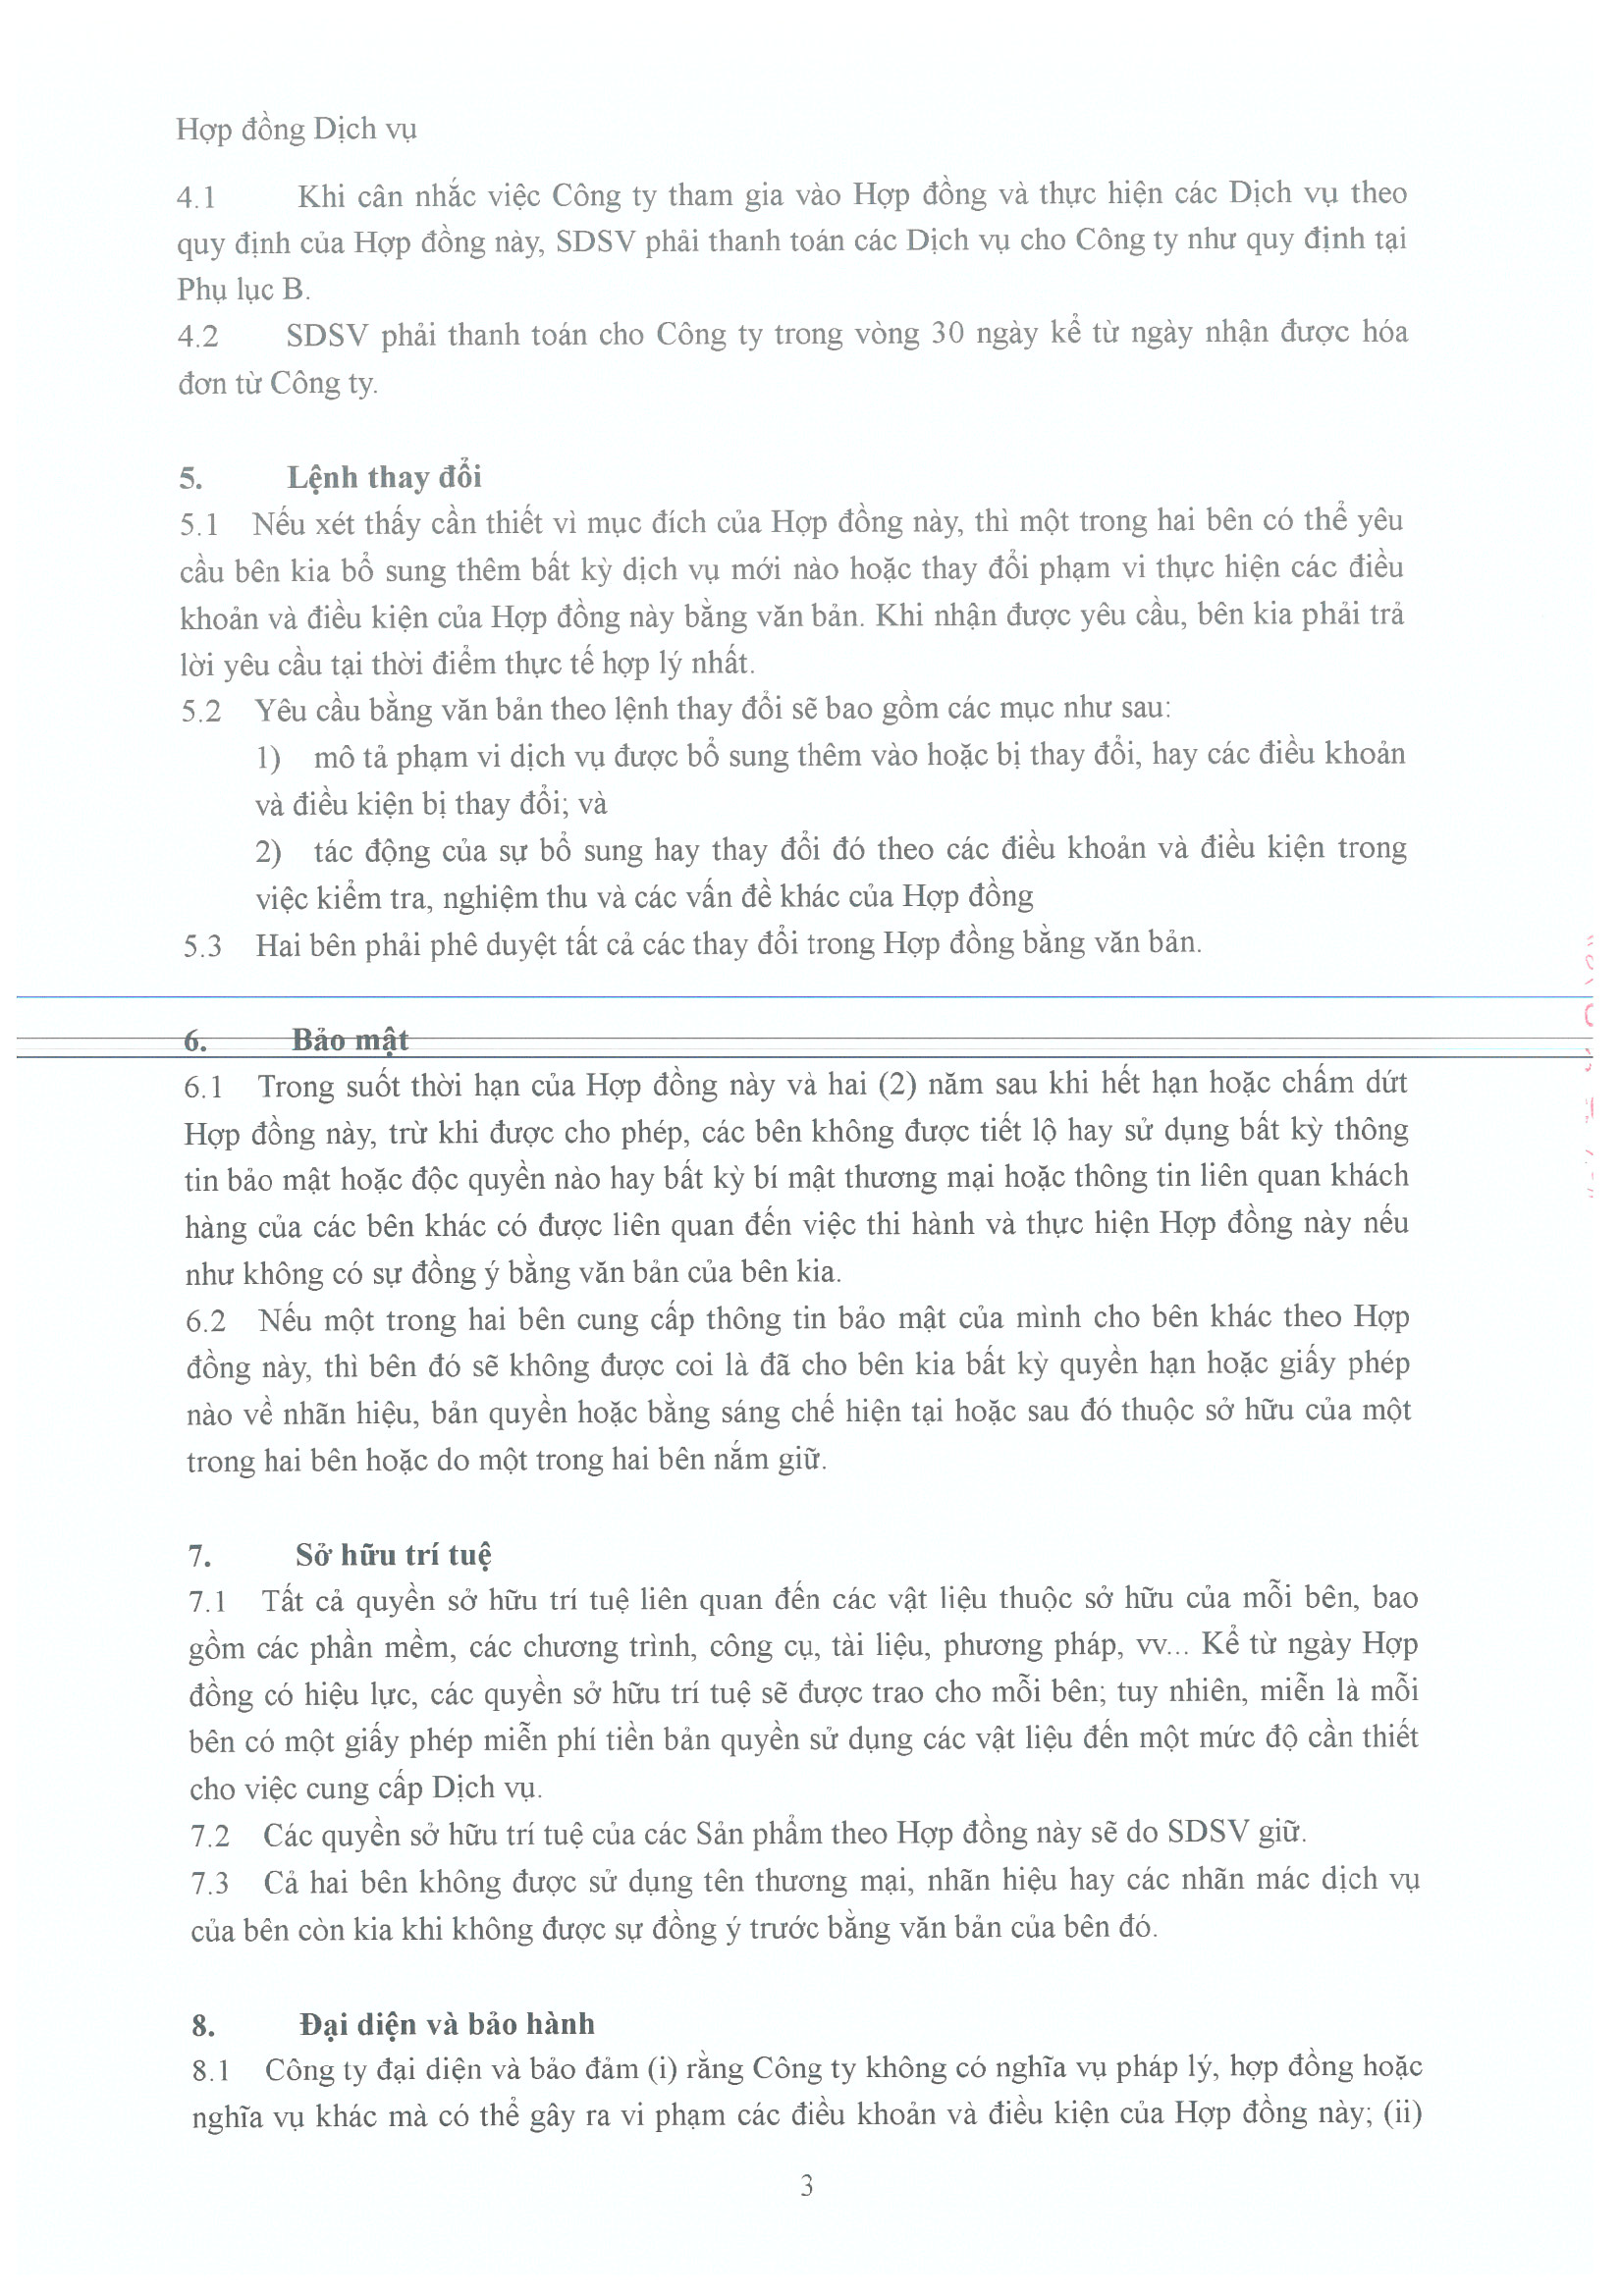 Hợp đồng Dịch vụ
4.1 Khi cân nhắc việc Công ty tham gia vào Hợp đồng và thực hiện các Dịch vụ theo
quy định của Hợp đồng này, SDSV phải thanh toán các Dịch vụ cho Công ty như quy định tại
Phụ lục B.
4.2 SDSV phải thanh toán cho Công ty trong vòng 30 ngày kể từ ngày nhận được hóa
đơn từ Công ty.
5. Lệnh thay đổi
5.1 Nếu xét thấy cần thiết vì mục đích của Hợp đồng này, thì một trong hai bên có thể yêu
cầu bên kia bổ sung thêm bất kỳ dịch vụ mới nào hoặc thay đổi phạm vi thực hiện các điều
khoản và điều kiện của Hợp đồng này bằng văn bản. Khi nhận được yêu cầu, bên kia phải trả
lời yêu cầu tại thời điểm thực tế hợp lý nhất.
5.2 Yêu cầu bằng văn bản theo lệnh thay đổi sẽ bao gồm các mục như sau:
1) mô tả phạm vi dịch vụ được bổ sung thêm vào hoặc bị thay đổi, hay các điều khoản
và điều kiện bị thay đổi; và
2) tác động của sự bổ sung hay thay đổi đó theo các điều khoản và điều kiện trong
việc kiểm tra, nghiệm thu và các vấn đề khác của Hợp đồng
5.3 Hai bên phải phê duyệt tất cả các thay đổi trong Hợp đồng bằng văn bản.
6. Bảo mật
6.1 Trong suốt thời hạn của Hợp đồng này và hai (2) năm sau khi hết hạn hoặc chấm dứt
Hợp đồng này, trừ khi được cho phép, các bên không được tiết lộ hay sử dụng bất kỳ thông
tin bảo mật hoặc độc quyền nào hay bất kỳ bí mật thương mại hoặc thông tin liên quan khách
hàng của các bên khác có được liên quan đến việc thi hành và thực hiện Hợp đồng này nếu
như không có sự đồng ý bằng văn bản của bên kia.
6.2 Nếu một trong hai bên cung cấp thông tin bảo mật của mình cho bên khác theo Hợp
đồng này, thì bên đó sẽ không được coi là đã cho bên kia bất kỳ quyền hạn hoặc giấy phép
nào về nhãn hiệu, bản quyền hoặc bằng sáng chế hiện tại hoặc sau đó thuộc sở hữu của một
trong hai bên hoặc do một trong hai bên nắm giữ.
7. Sở hữu trí tuệ
7.1 Tất cả quyền sở hữu trí tuệ liên quan đến các vật liệu thuộc sở hữu của mỗi bên, bao
gồm các phần mềm, các chương trình, công cụ, tài liệu, phương pháp, vv... Kể từ ngày Hợp
đồng có hiệu lực, các quyền sở hữu trí tuệ sẽ được trao cho mỗi bên; tuy nhiên, miễn là mỗi
bên có một giấy phép miễn phí tiền bản quyền sử dụng các vật liệu đến một mức độ cần thiết
cho việc cung cấp Dịch vụ.
7.2 Các quyền sở hữu trí tuệ của các Sản phẩm theo Hợp đồng này sẽ do SDSV giữ.
7.3 Cả hai bên không được sử dụng tên thương mại, nhãn hiệu hay các nhãn mác dịch vụ
của bên còn kia khi không được sự đồng ý trước bằng văn bản của bên đó.
8. Đại diện và bảo hành
8.1 Công ty đại diện và bảo đảm (i) rằng Công ty không có nghĩa vụ pháp lý, hợp đồng hoặc
nghĩa vụ khác mà có thể gây ra vi phạm các điều khoản và điều kiện của Hợp đồng này; (ii)
3